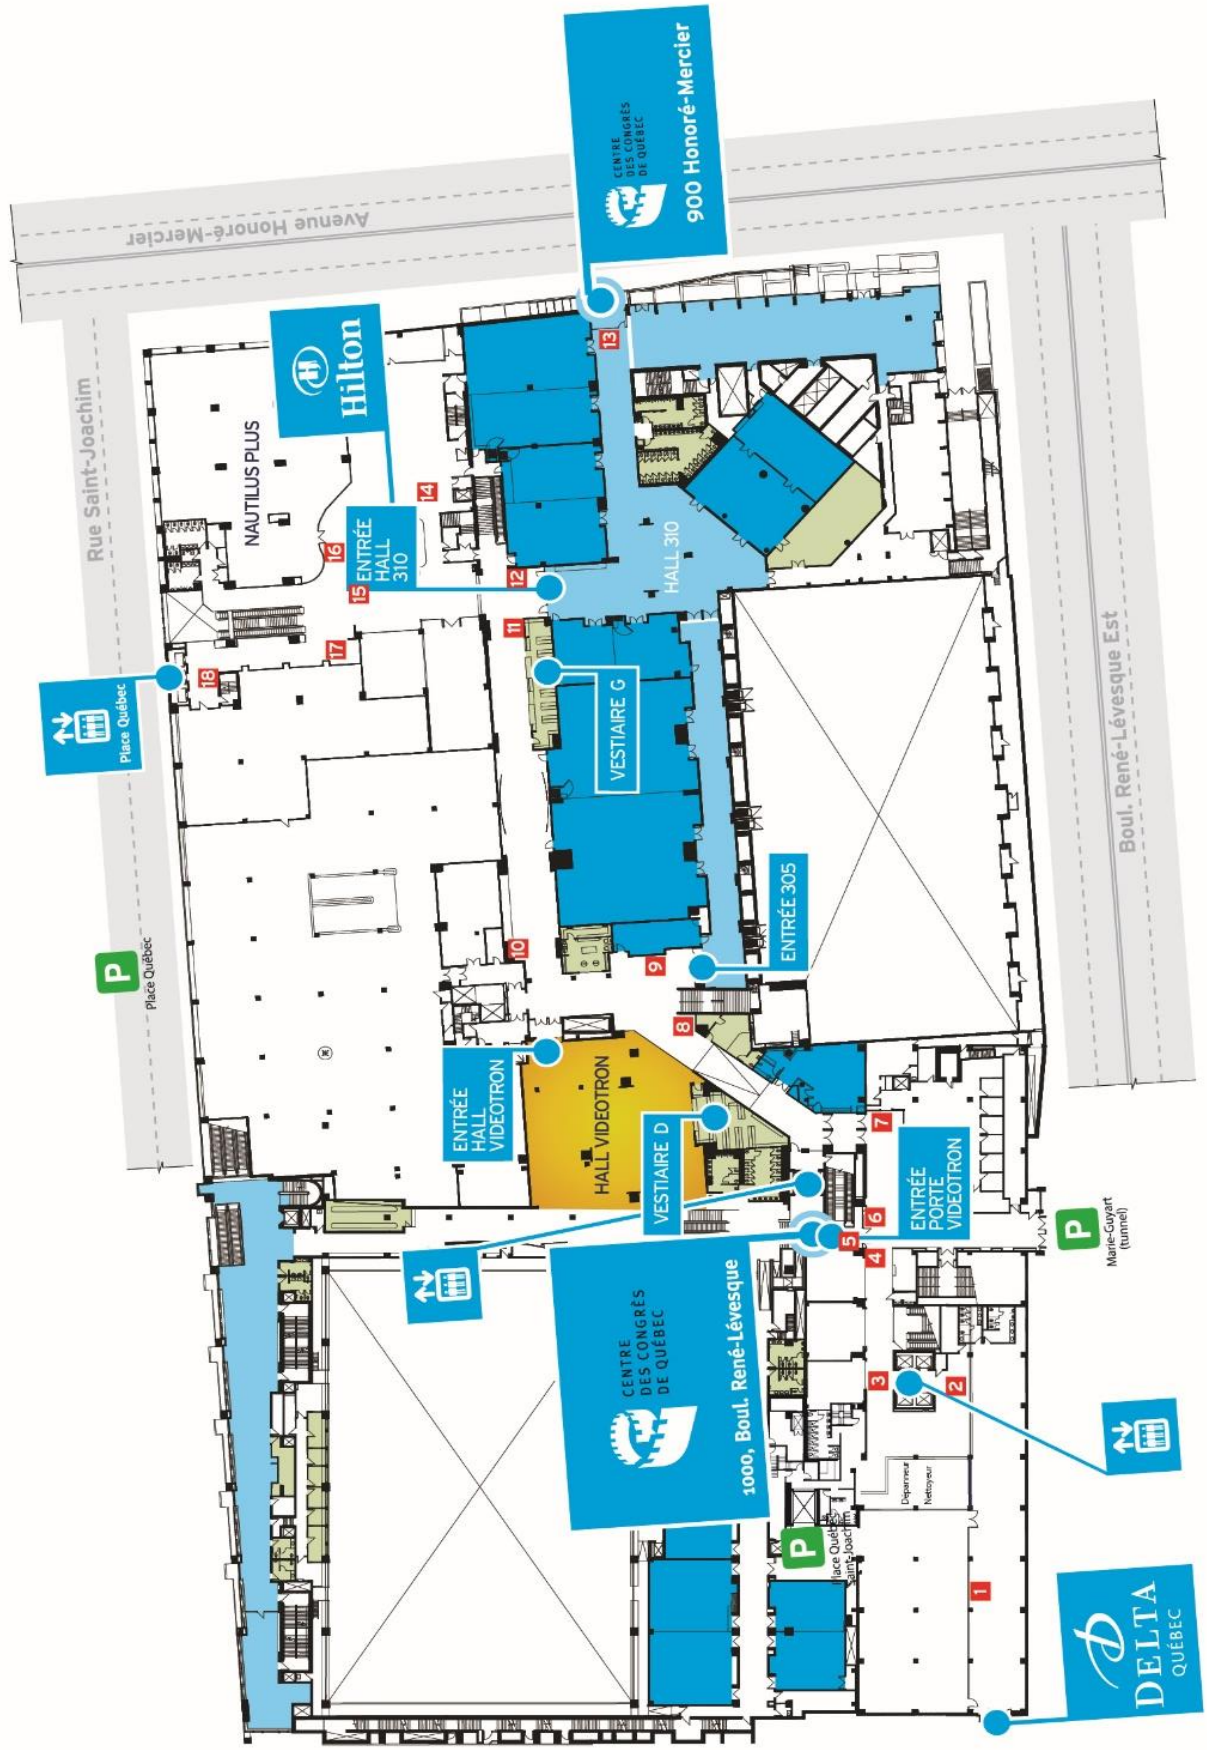 Rue Saint-Joachim
Avenue Honoré-Mercier
Boul. René-Lévesque Est
CENTRE
DES CONGRÈS
DE QUÉBEC
900 Honoré-Mercier
H
Hilton
NAUTILUS PLUS
ENTRÉE
HALL
310
HALL 310
VESTIAIRE G
Place Québec
P
Place Québec
ENTRÉE 305
ENTRÉE
HALL
VIDEOTRON
HALL VIDEOTRON
VESTIAIRE D
ENTRÉE
PORTE
VIDEOTRON
P
Marie-Guyart
(tunnel)
CENTRE
DES CONGRÈS
DE QUÉBEC
1000, Boul. René-Lévesque
P
Place Québec
Saint-Joachim
Dépanneur
Nettoyeur
DELTA
QUÉBEC
1
2
3
4
5
6
7
8
9
10
11
12
13
14
15
16
17
18